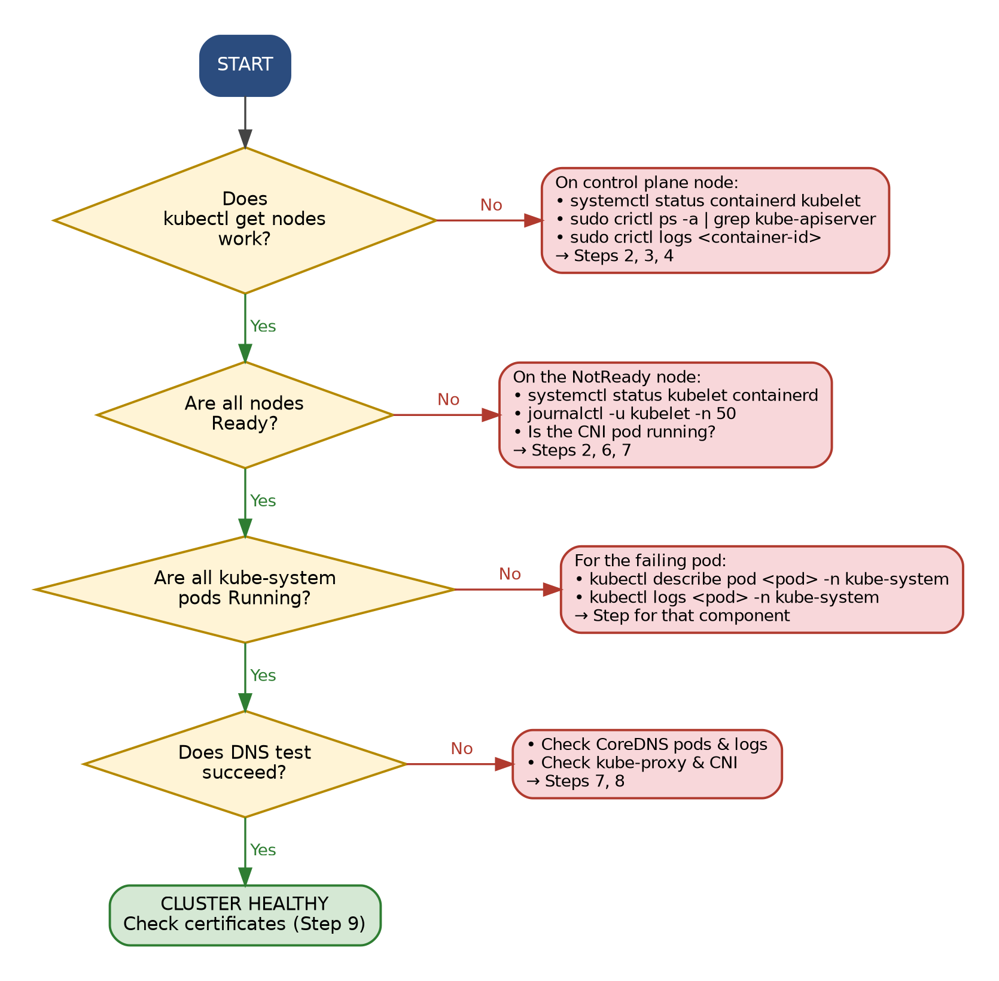 START
Does
kubectl get nodes
work?
No
On control plane node:
• systemctl status containerd kubelet
• sudo crictl ps -a | grep kube-apiserver
• sudo crictl logs <container-id>
→ Steps 2, 3, 4
Yes
Are all nodes
Ready?
No
On the NotReady node:
• systemctl status kubelet containerd
• journalctl -u kubelet -n 50
• Is the CNI pod running?
→ Steps 2, 6, 7
Yes
Are all kube-system
pods Running?
No
For the failing pod:
• kubectl describe pod <pod> -n kube-system
• kubectl logs <pod> -n kube-system
→ Step for that component
Yes
Does DNS test
succeed?
No
• Check CoreDNS pods & logs
• Check kube-proxy & CNI
→ Steps 7, 8
Yes
CLUSTER HEALTHY
Check certificates (Step 9)